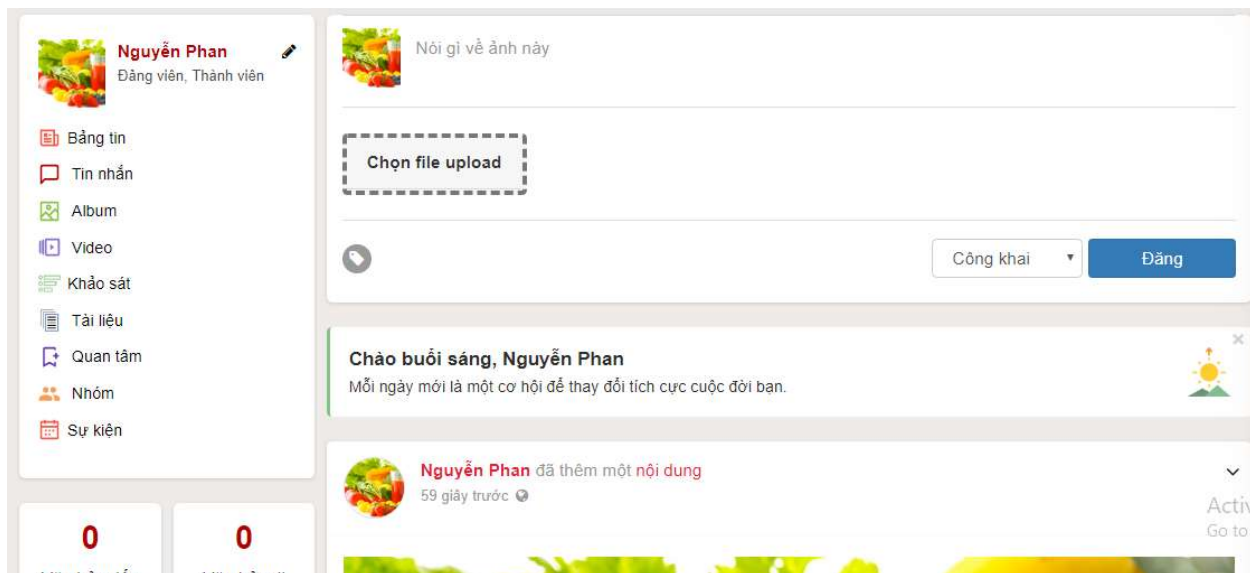 Nguyễn Phan
Đảng viên, Thành viên
Bảng tin
Tin nhắn
Album
Video
Khảo sát
Tài liệu
Quan tâm
Nhóm
Sự kiện
0
0
Nói gì về ảnh này
Chọn file upload
Công khai
Đăng
Chào buổi sáng, Nguyễn Phan
Mỗi ngày mới là một cơ hội để thay đổi tích cực cuộc đời bạn.
Nguyễn Phan đã thêm một nội dung
59 giây trước
Go to